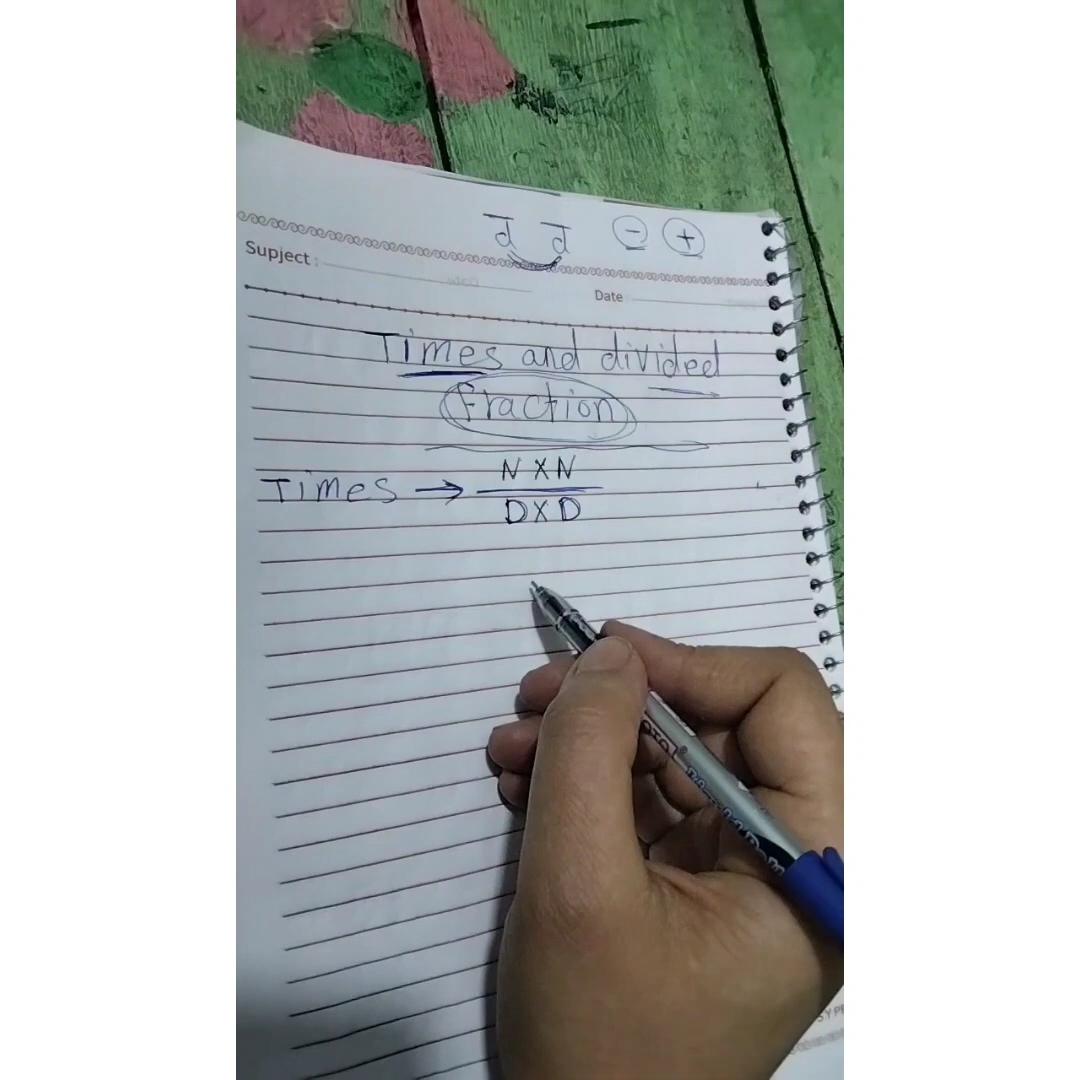 d d - +
Supject :
Date
Times and divided
fraction
Times → N X N
D X D